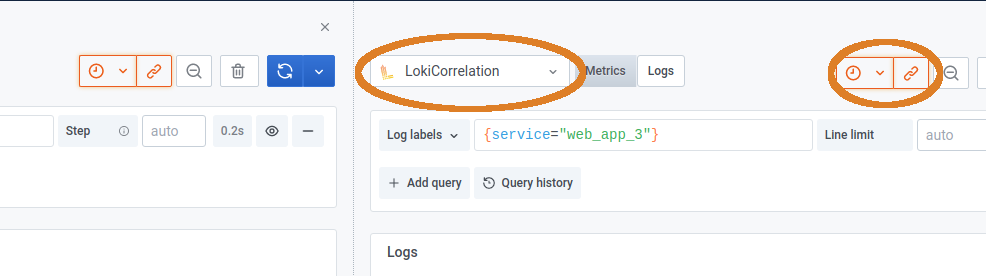 LokiCorrelation
Metrics
Logs
Step
auto
0.2s
Log labels
{service="web_app_3"}
Line limit
auto
+ Add query
Query history
Logs